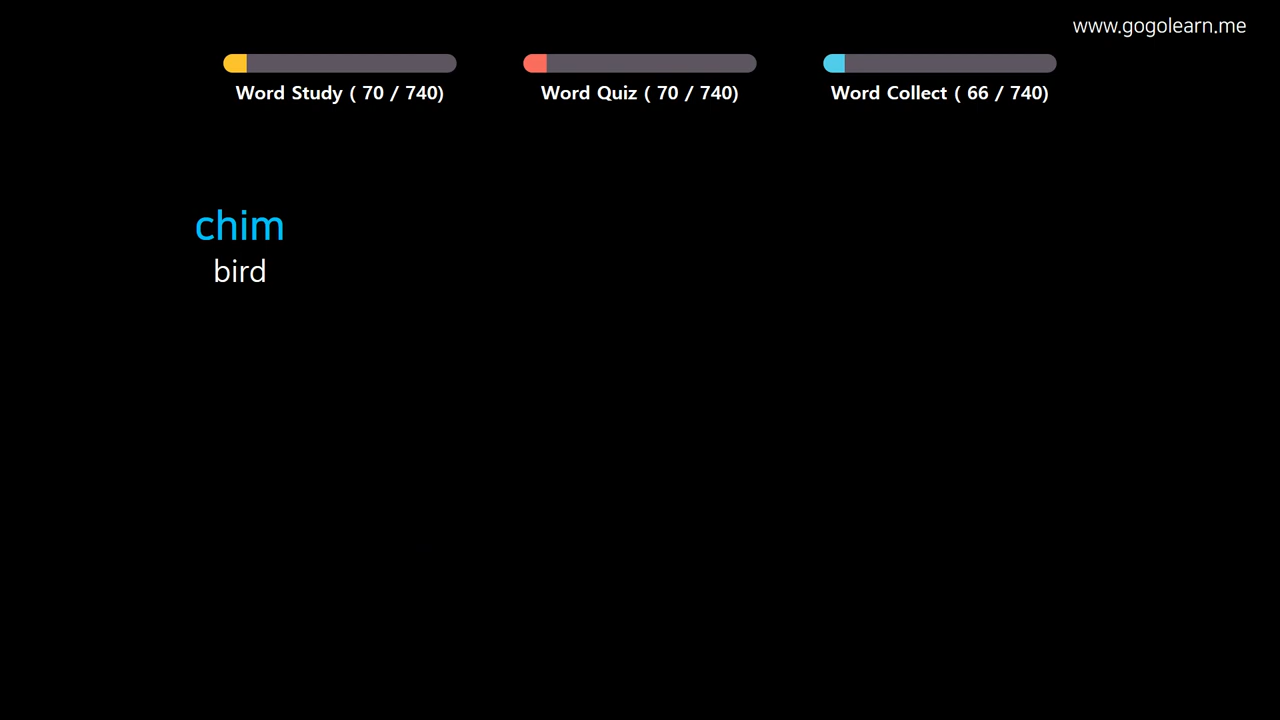 www.gogolearn.me
Word Study ( 70 / 740)
Word Quiz ( 70 / 740)
Word Collect ( 66 / 740)
chim
bird